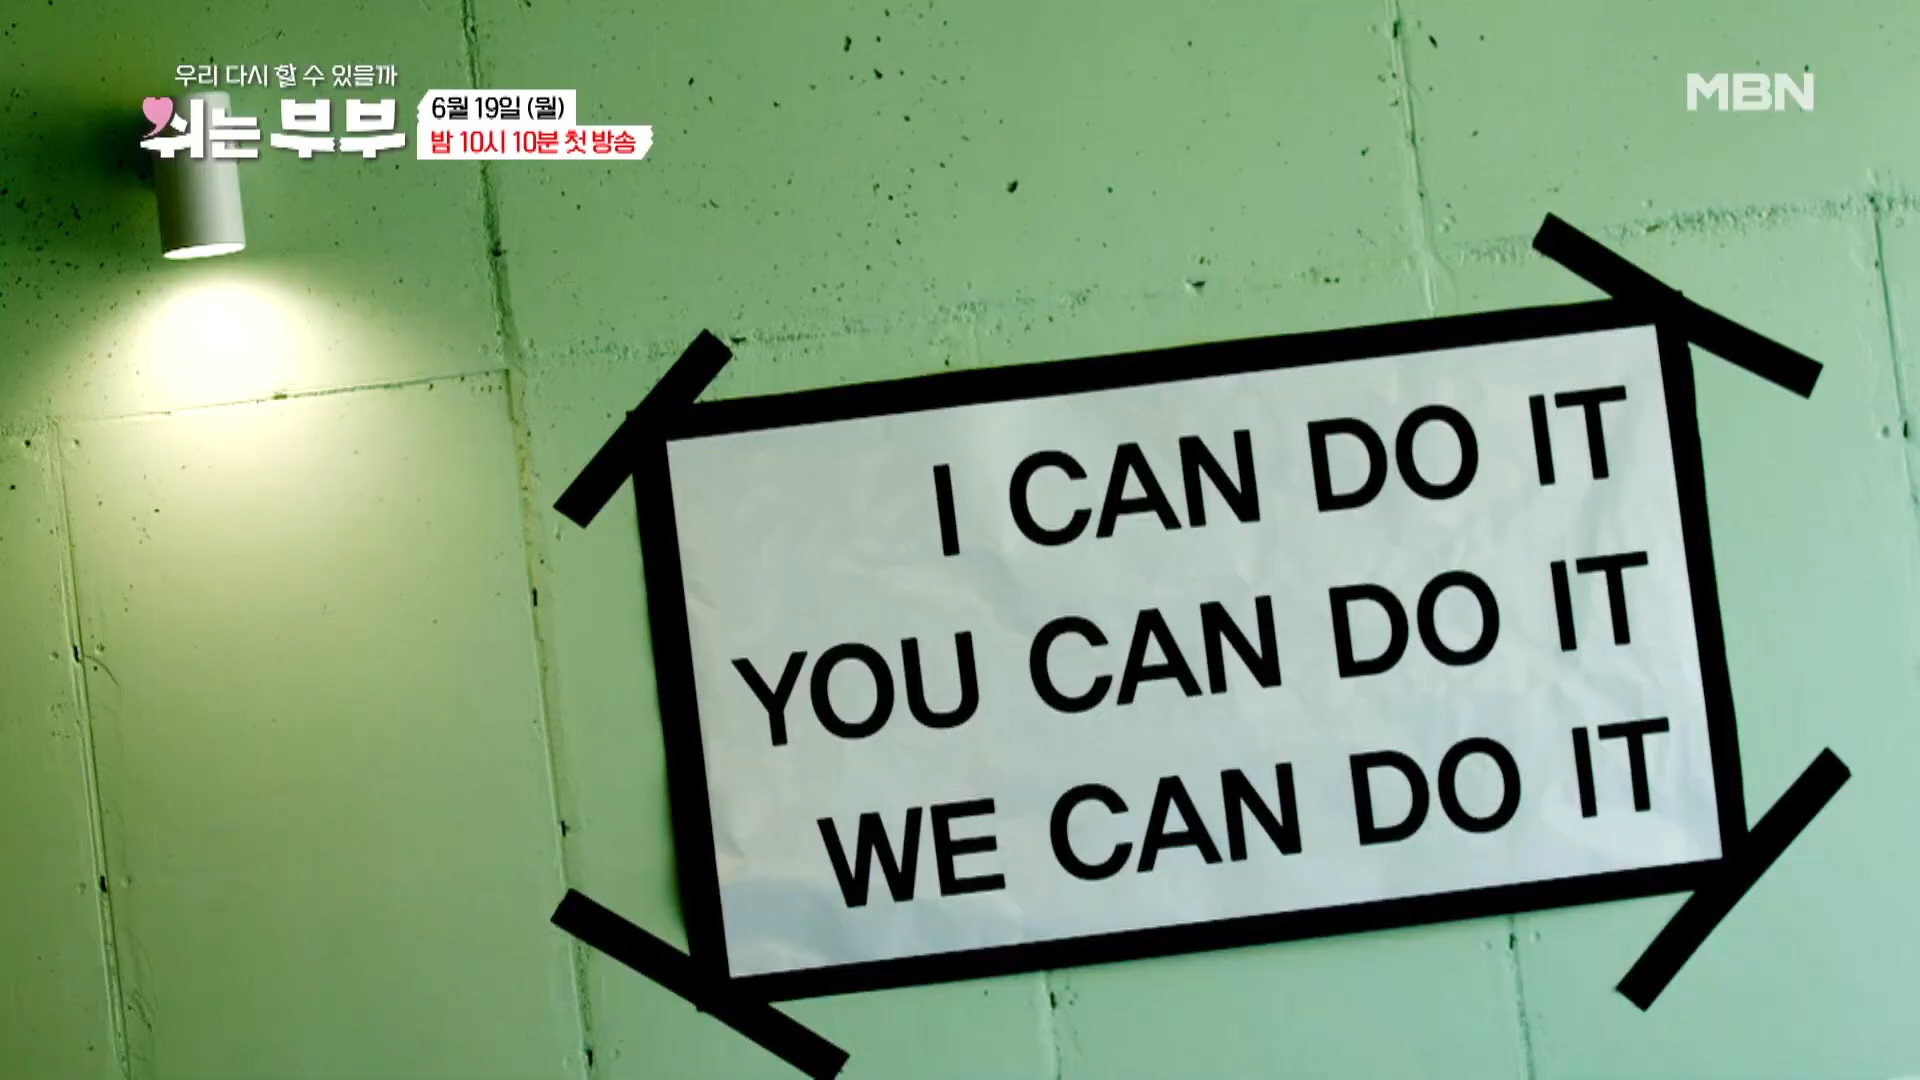 우리 다시 할 수 있을까
쉬는 부부
6월 19일 (월)
밤 10시 10분 첫 방송
MBN
I CAN DO IT
YOU CAN DO IT
WE CAN DO IT